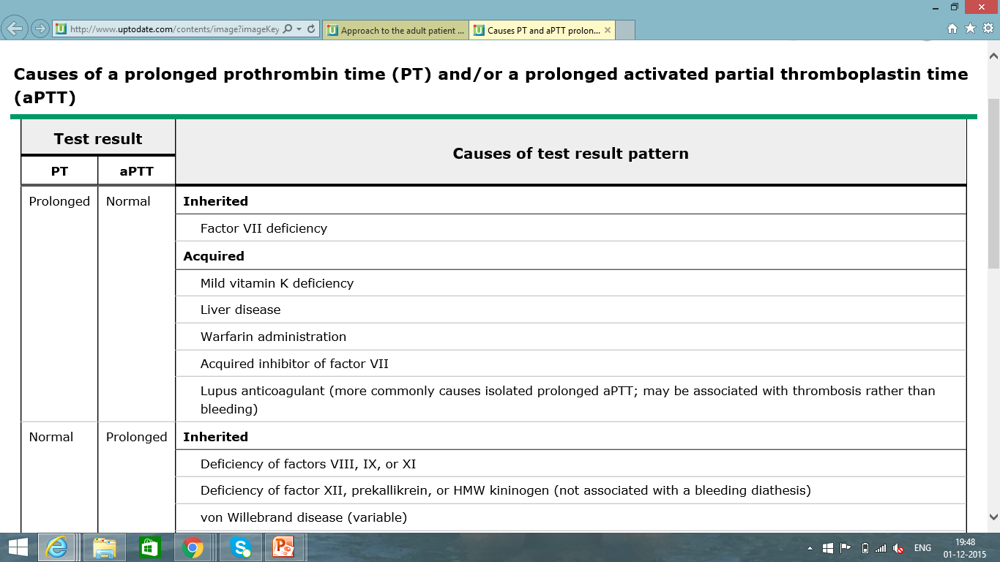 http://www.uptodate.com/contents/image?imageKey
Approach to the adult patient ...
Causes PT and aPTT prolon...
Causes of a prolonged prothrombin time (PT) and/or a prolonged activated partial thromboplastin time
(aPTT)
Test result
Causes of test result pattern
PT
aPTT
Prolonged
Normal
Inherited
Factor VII deficiency
Acquired
Mild vitamin K deficiency
Liver disease
Warfarin administration
Acquired inhibitor of factor VII
Lupus anticoagulant (more commonly causes isolated prolonged aPTT; may be associated with thrombosis rather than
bleeding)
Normal
Prolonged
Inherited
Deficiency of factors VIII, IX, or XI
Deficiency of factor XII, prekallikrein, or HMW kininogen (not associated with a bleeding diathesis)
von Willebrand disease (variable)
ENG
19:48
01-12-2015